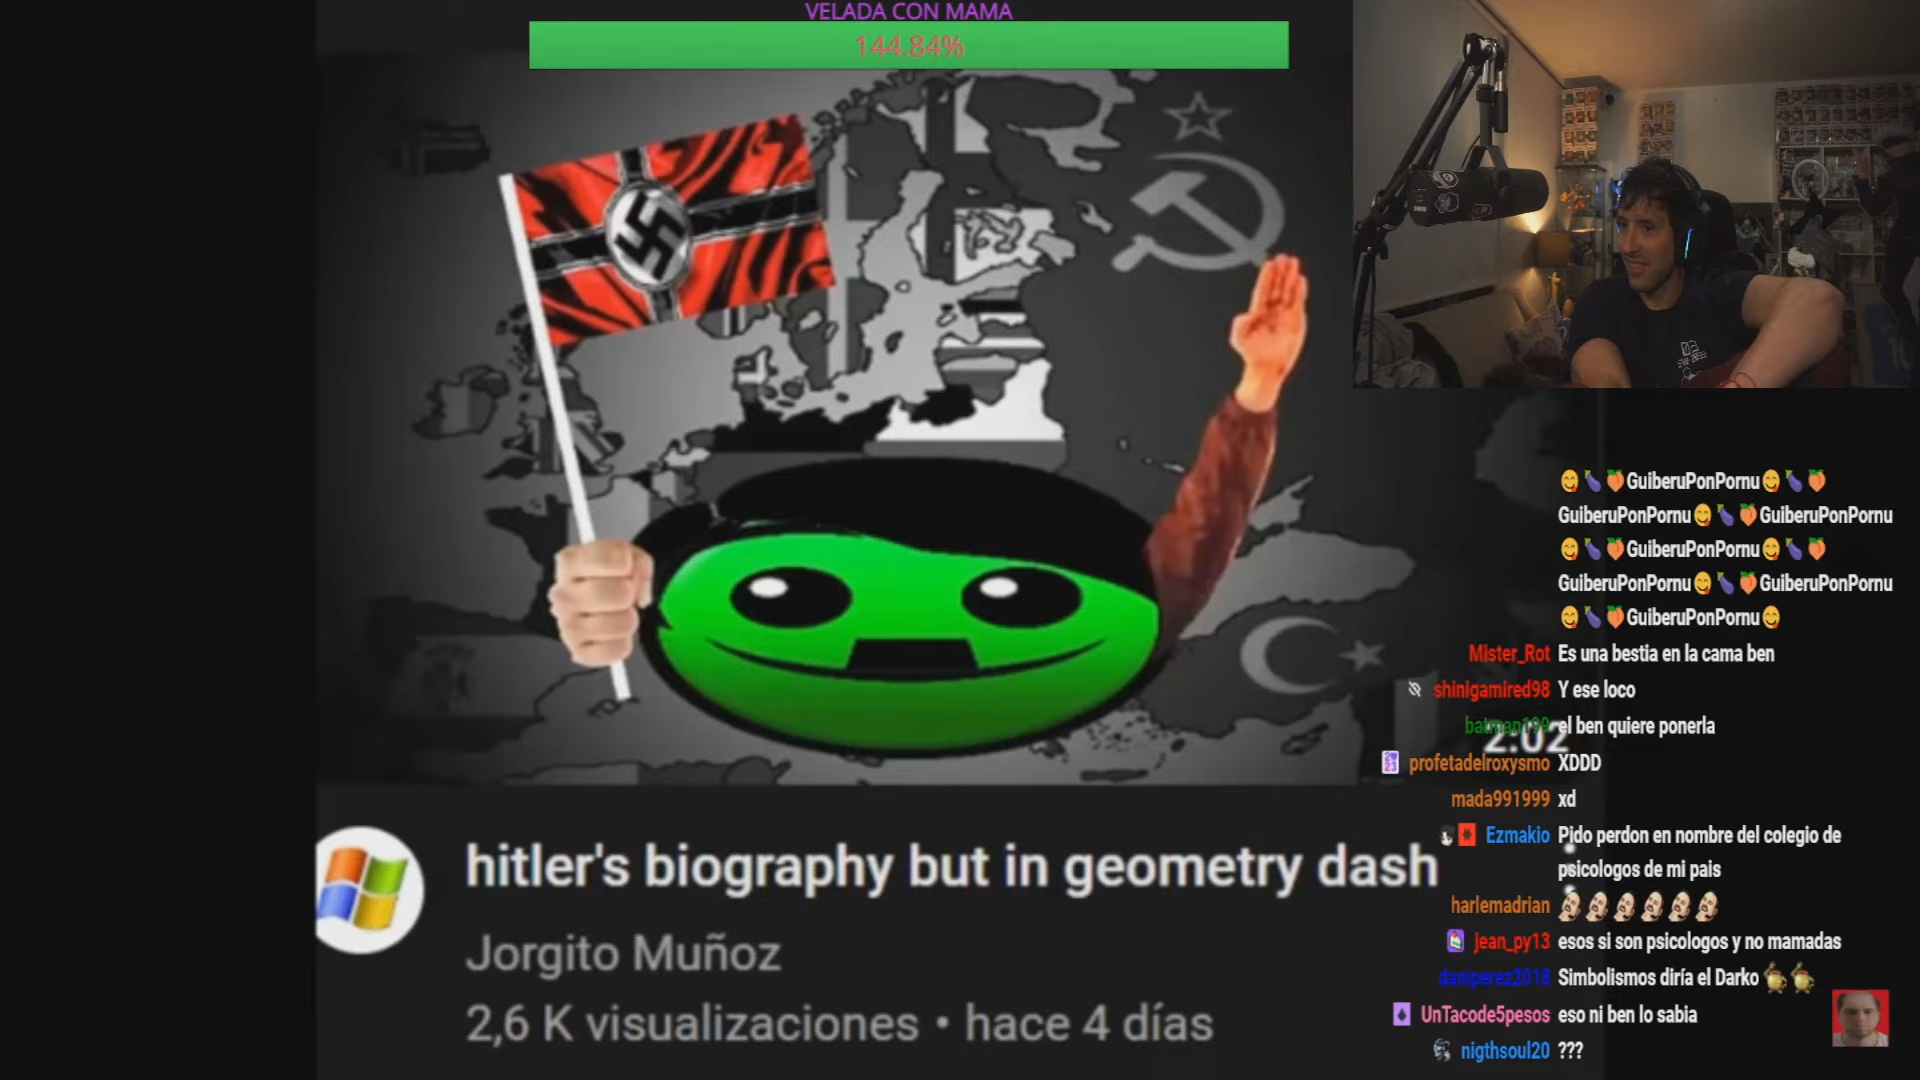 VELADA CON MAMA
144.84%
2:02
hitler's biography but in geometry dash
Jorgito Muñoz
2,6 K visualizaciones • hace 4 días
😋🍆🍑GuiberuPonPornu😋🍆🍑
GuiberuPonPornu😋🍆🍑GuiberuPonPornu
😋🍆🍑GuiberuPonPornu😋🍆🍑
GuiberuPonPornu😋🍆🍑GuiberuPonPornu
😋🍆🍑GuiberuPonPornu😋
Mister_Rot Es una bestia en la cama ben
shinigamired98 Y ese loco
batman199 el ben quiere ponerla
profetadelroxysmo XDDD
mada991999 xd
Ezmakio Pido perdon en nombre del colegio de
psicologos de mi pais
harlemadrian
jean_py13 esos si son psicologos y no mamadas
daniperez2018 Simbolismos diría el Darko
UnTacode5pesos eso ni ben lo sabia
nigthsoul20 ???